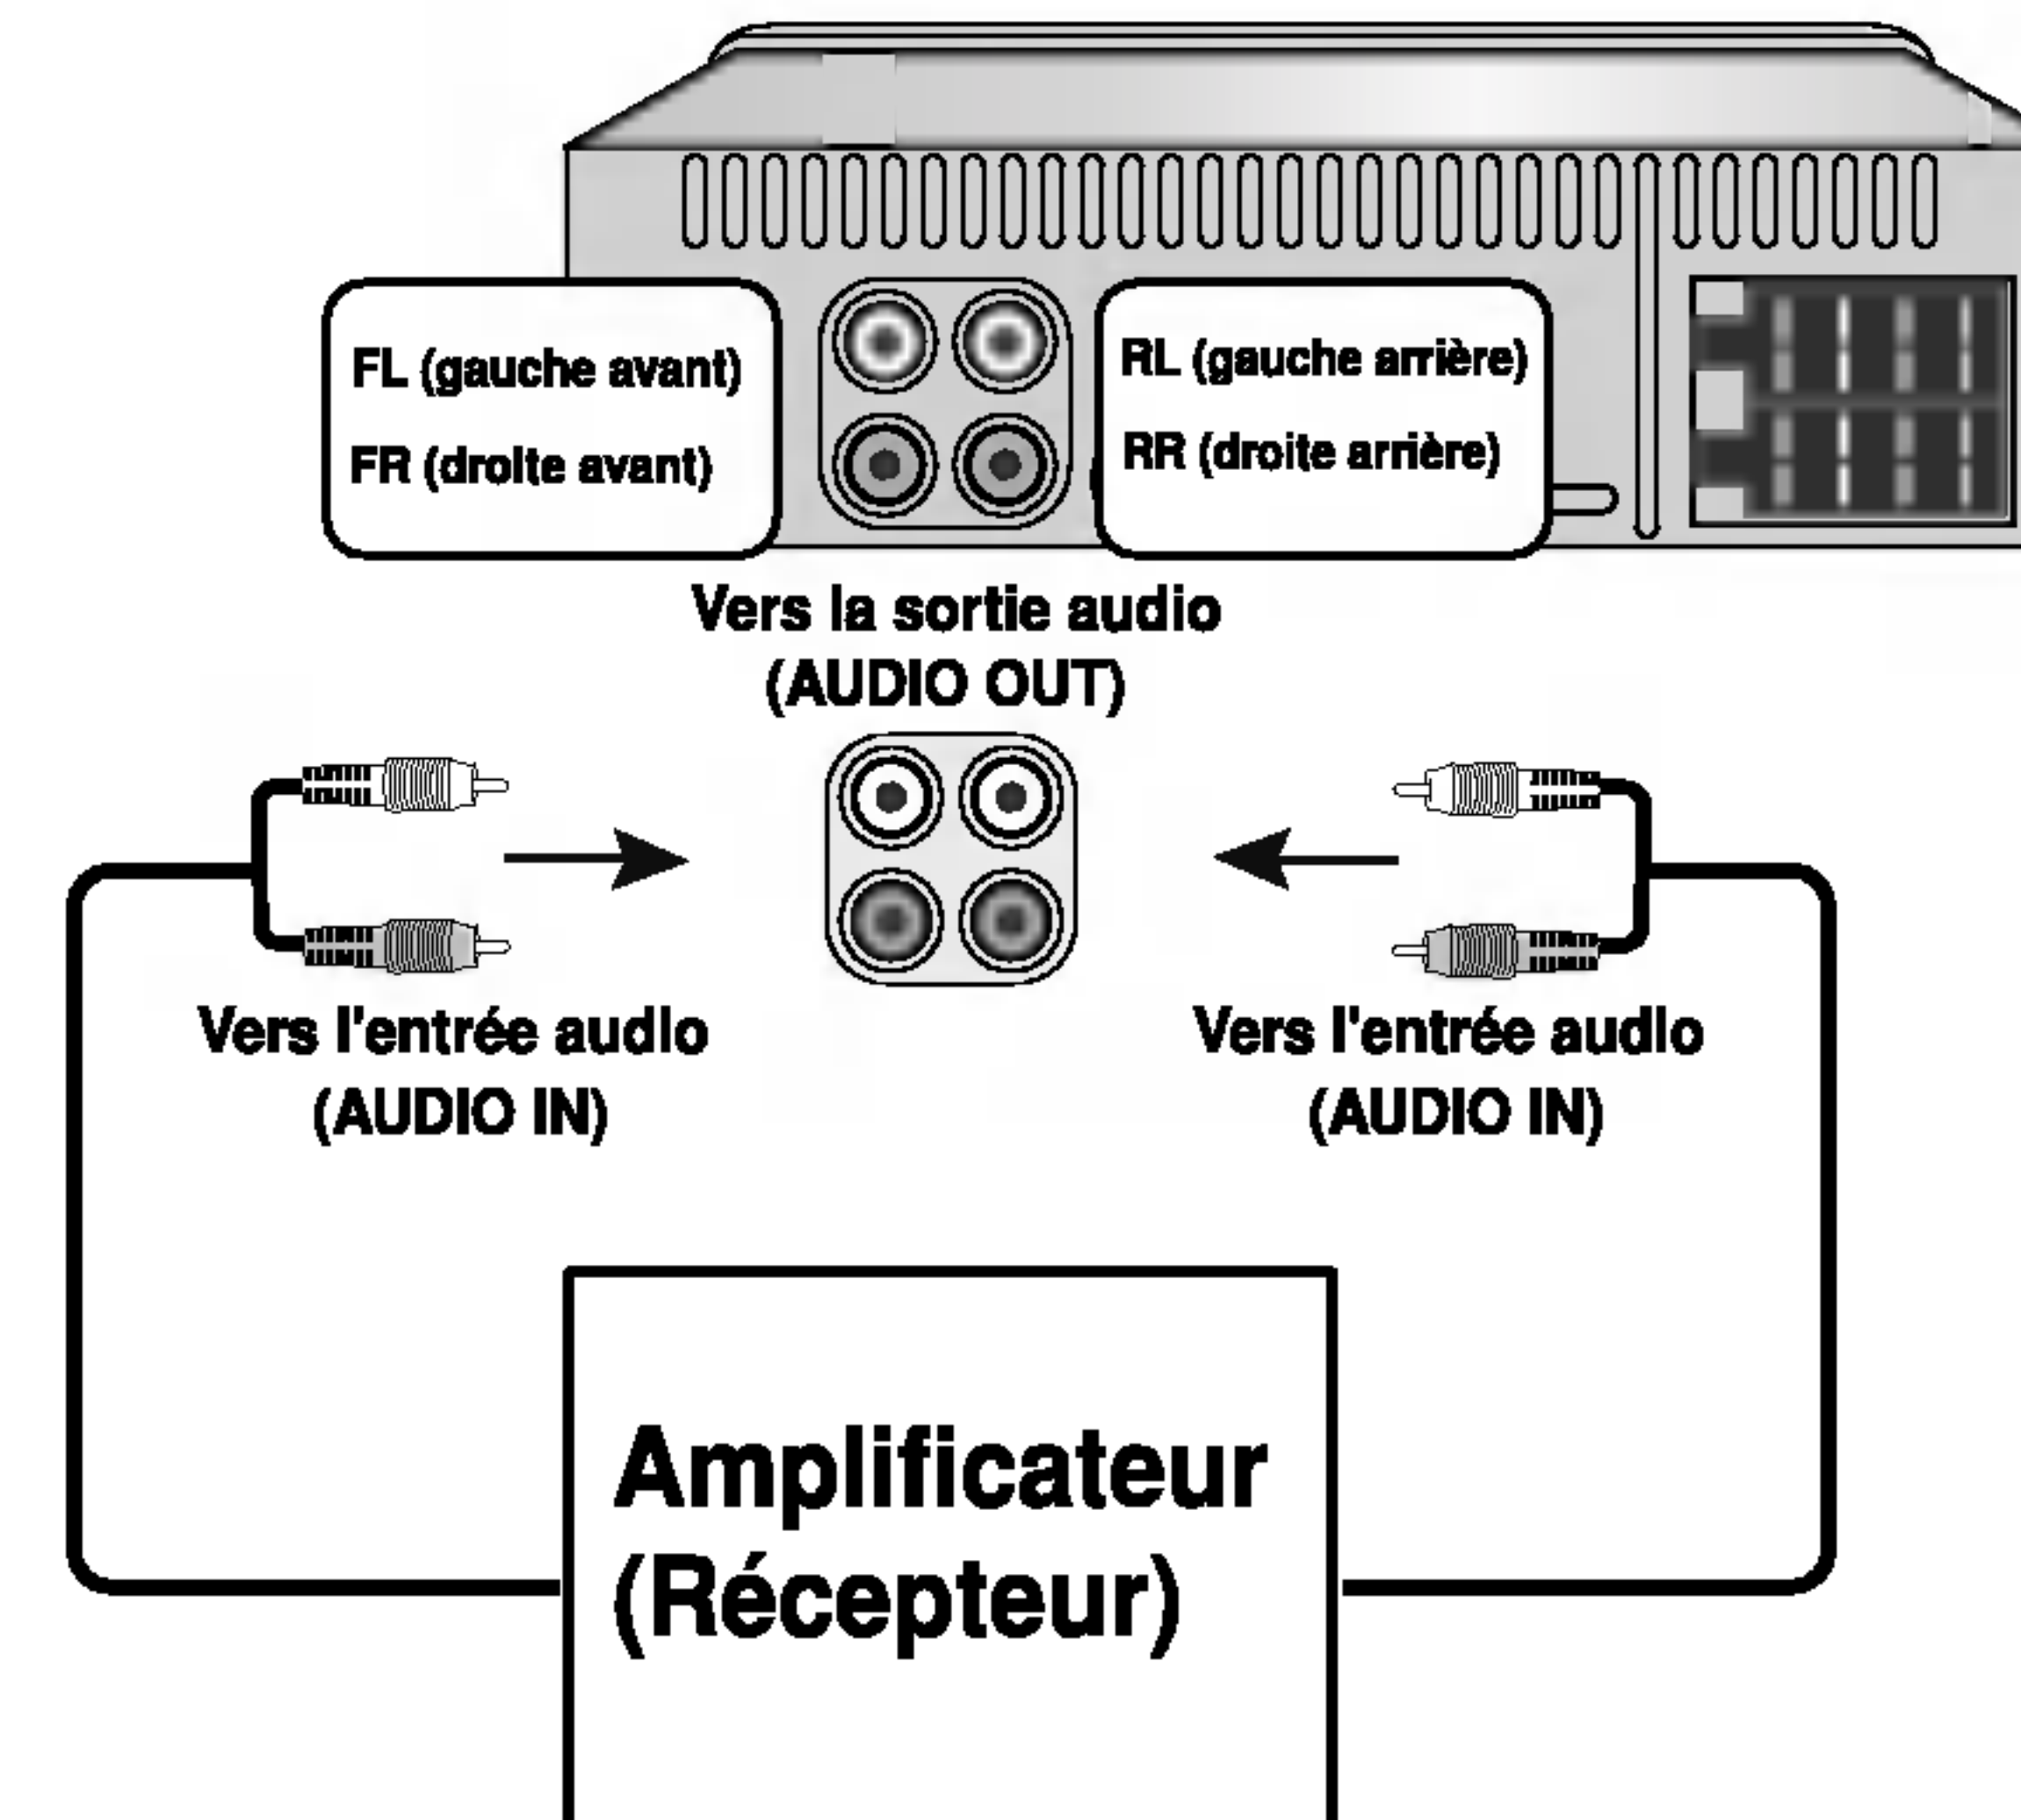 FL (gauche avant)
FR (droite avant)
RL (gauche arrière)
RR (droite arrière)
Vers la sortie audio
(AUDIO OUT)
Vers l'entrée audio
(AUDIO IN)
Vers l'entrée audio
(AUDIO IN)
Amplificateur
(Récepteur)